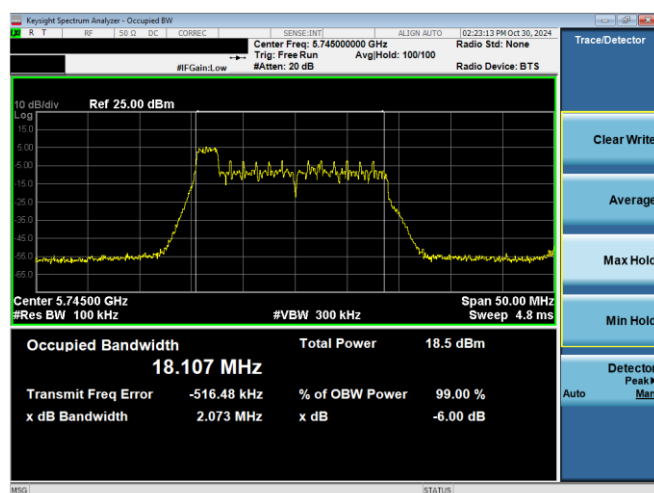 Keysight Spectrum Analyzer - Occupied BW
R T RF 50 Ω DC CORREC SENSE:INT ALIGN AUTO 02:23:13 PM Oct 30, 2024
Center Freq: 5.745000000 GHz Radio Std: None
Trig: Free Run Avg|Hold: 100/100
#IFGain:Low #Atten: 20 dB Radio Device: BTS
Trace/Detector
10 dB/div Ref 25.00 dBm
Log
15.0
5.00
-5.00
-15.0
-25.0
-35.0
-45.0
-55.0
-65.0
Center 5.74500 GHz Span 50.00 MHz
#Res BW 100 kHz #VBW 300 kHz Sweep 4.8 ms
Occupied Bandwidth Total Power 18.5 dBm
18.107 MHz
Transmit Freq Error -516.48 kHz % of OBW Power 99.00 %
x dB Bandwidth 2.073 MHz x dB -6.00 dB
Clear Write
Average
Max Hold
Min Hold
Detector
Peak
Auto Man
MSG STATUS